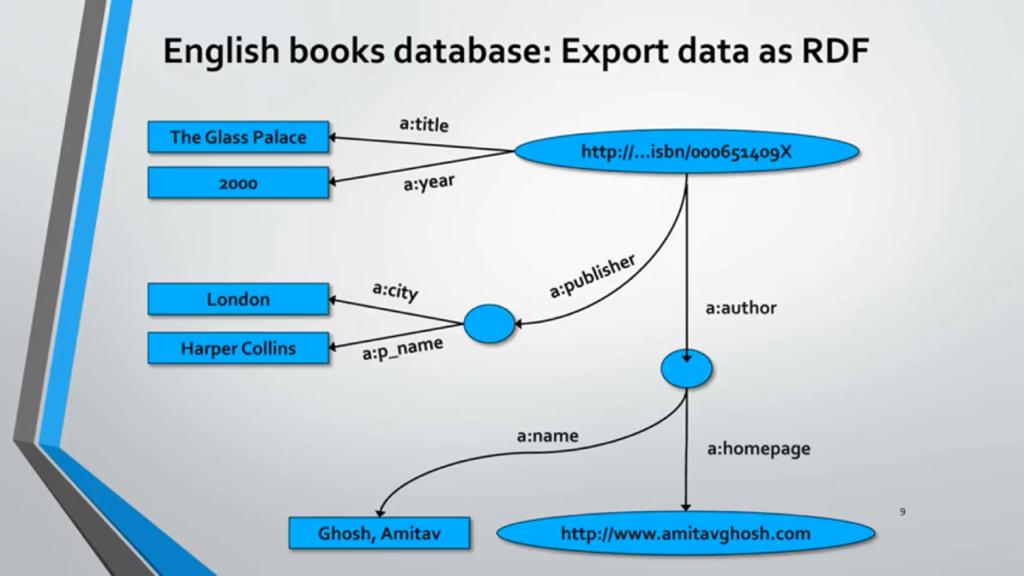 English books database: Export data as RDF
a:title
The Glass Palace
http://...isbn/000651409X
2000
a:year
a:publisher
a:city
London
a:author
Harper Collins
a:p_name
a:name
a:homepage
9
Ghosh, Amitav
http://www.amitavghosh.com